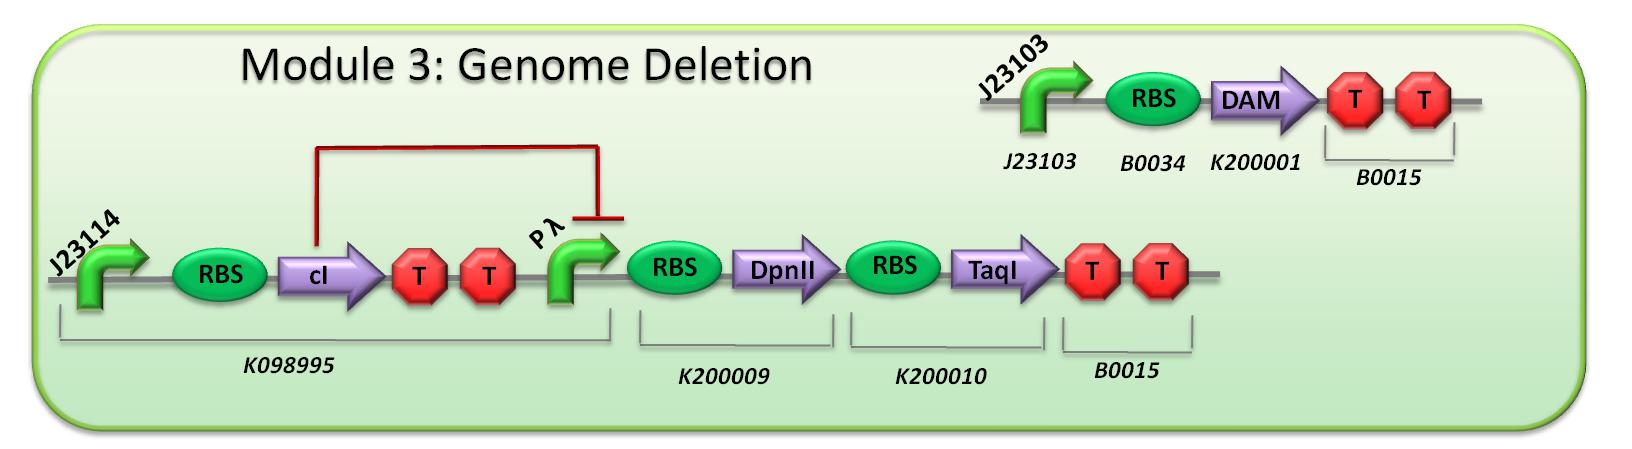 Module 3: Genome Deletion
J23103
RBS DAM T T
J23103 B0034 K200001 B0015
J23114 P λ
RBS cI T T RBS DpnII RBS TaqI T T
K098995 K200009 K200010 B0015